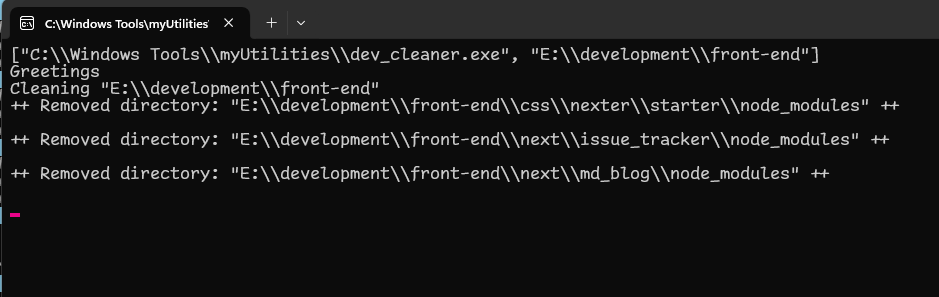 C:\Windows Tools\myUtilities
["C:\\Windows Tools\\myUtilities\\dev_cleaner.exe", "E:\\development\\front-end"]
Greetings
Cleaning "E:\\development\\front-end"
++ Removed directory: "E:\\development\\front-end\\css\\nexter\\starter\\node_modules" ++
++ Removed directory: "E:\\development\\front-end\\next\\issue_tracker\\node_modules" ++
++ Removed directory: "E:\\development\\front-end\\next\\md_blog\\node_modules" ++